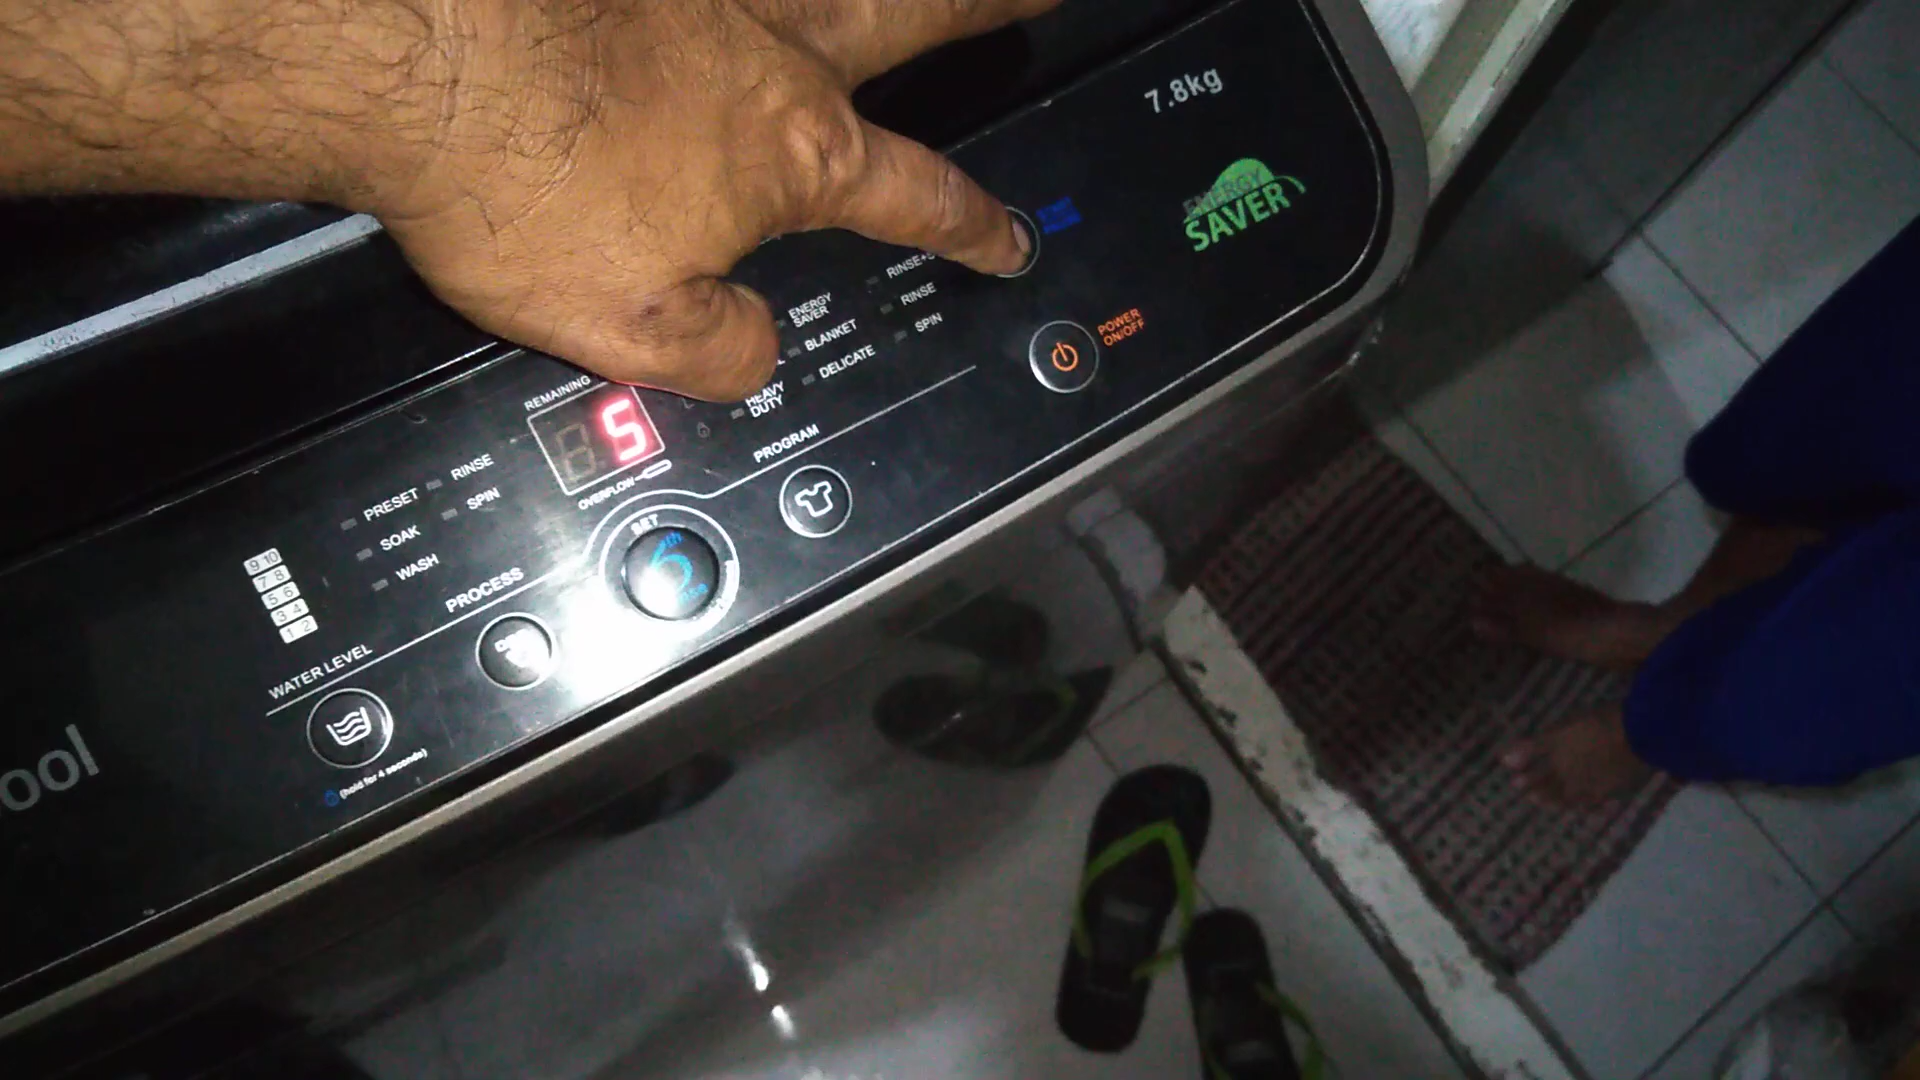 7.8kg
ENERGY
SAVER
START
POWER
ON/OFF
ENERGY
SAVER
BLANKET
DELICATE
HEAVY
DUTY
RINSE
SPIN
PROGRAM
REMAINING
5
OVERFLOW
SET
6th
PRESET
SOAK
WASH
RINSE
SPIN
PROCESS
9 10
7 8
5 6
3 4
1 2
WATER LEVEL
(hold for 4 seconds)
ool